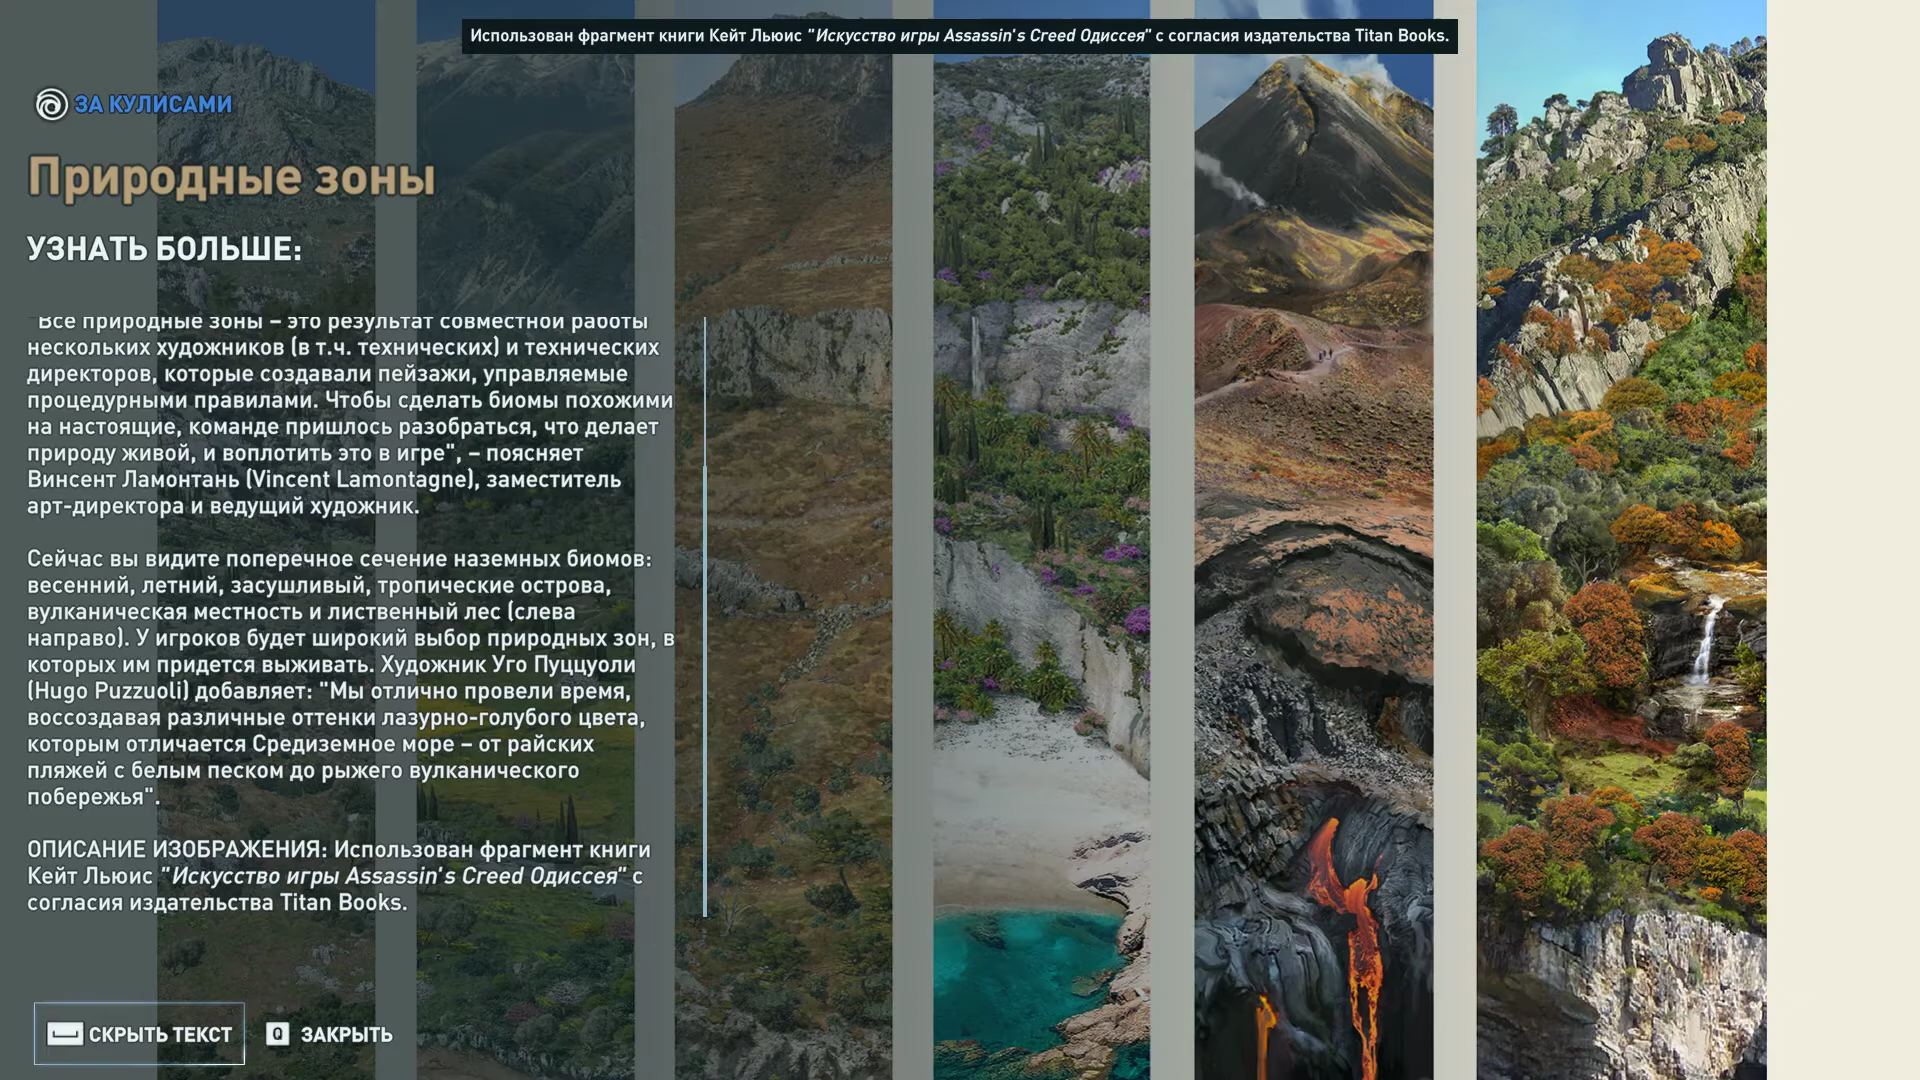 Использован фрагмент книги Кейт Льюис "Искусство игры Assassin's Creed Одиссея" с согласия издательства Titan Books.
ЗА КУЛИСАМИ
Природные зоны
УЗНАТЬ БОЛЬШЕ:
"Все природные зоны – это результат совместной работы
нескольких художников (в т.ч. технических) и технических
директоров, которые создавали пейзажи, управляемые
процедурными правилами. Чтобы сделать биомы похожими
на настоящие, команде пришлось разобраться, что делает
природу живой, и воплотить это в игре", – поясняет
Винсент Ламонтань (Vincent Lamontagne), заместитель
арт-директора и ведущий художник.
Сейчас вы видите поперечное сечение наземных биомов:
весенний, летний, засушливый, тропические острова,
вулканическая местность и лиственный лес (слева
направо). У игроков будет широкий выбор природных зон, в
которых им придется выживать. Художник Уго Пуццуоли
(Hugo Puzzuoli) добавляет: "Мы отлично провели время,
воссоздавая различные оттенки лазурно-голубого цвета,
которым отличается Средиземное море – от райских
пляжей с белым песком до рыжего вулканического
побережья".
ОПИСАНИЕ ИЗОБРАЖЕНИЯ: Использован фрагмент книги
Кейт Льюис "Искусство игры Assassin's Creed Одиссея" с
согласия издательства Titan Books.
СКРЫТЬ ТЕКСТ
Q ЗАКРЫТЬ